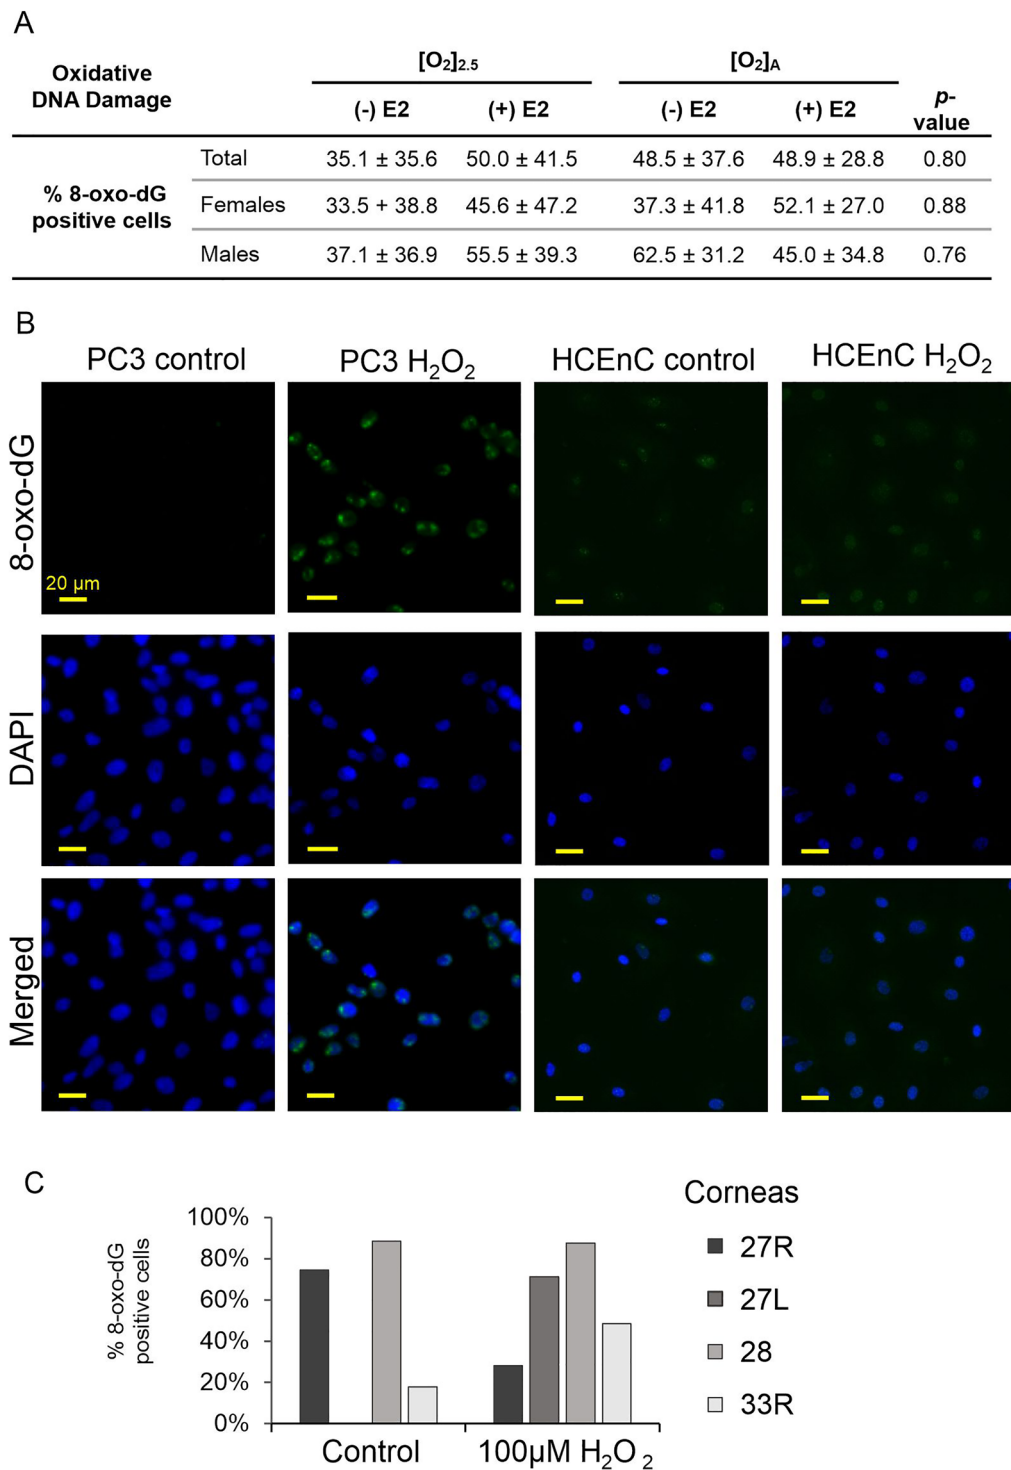 A
[O₂]₂.₅ [O₂]A
Oxidative
DNA Damage
(-) E2 (+) E2 (-) E2 (+) E2 p-
value
Total 35.1 ± 35.6 50.0 ± 41.5 48.5 ± 37.6 48.9 ± 28.8 0.80
% 8-oxo-dG
positive cells
Females 33.5 + 38.8 45.6 ± 47.2 37.3 ± 41.8 52.1 ± 27.0 0.88
Males 37.1 ± 36.9 55.5 ± 39.3 62.5 ± 31.2 45.0 ± 34.8 0.76
B
PC3 control PC3 H₂O₂ HCEnC control HCEnC H₂O₂
8-oxo-dG
20 µm
DAPI
Merged
C
% 8-oxo-dG
positive cells
100%
80%
60%
40%
20%
0%
Control 100µM H₂O₂
Corneas
27R
27L
28
33R